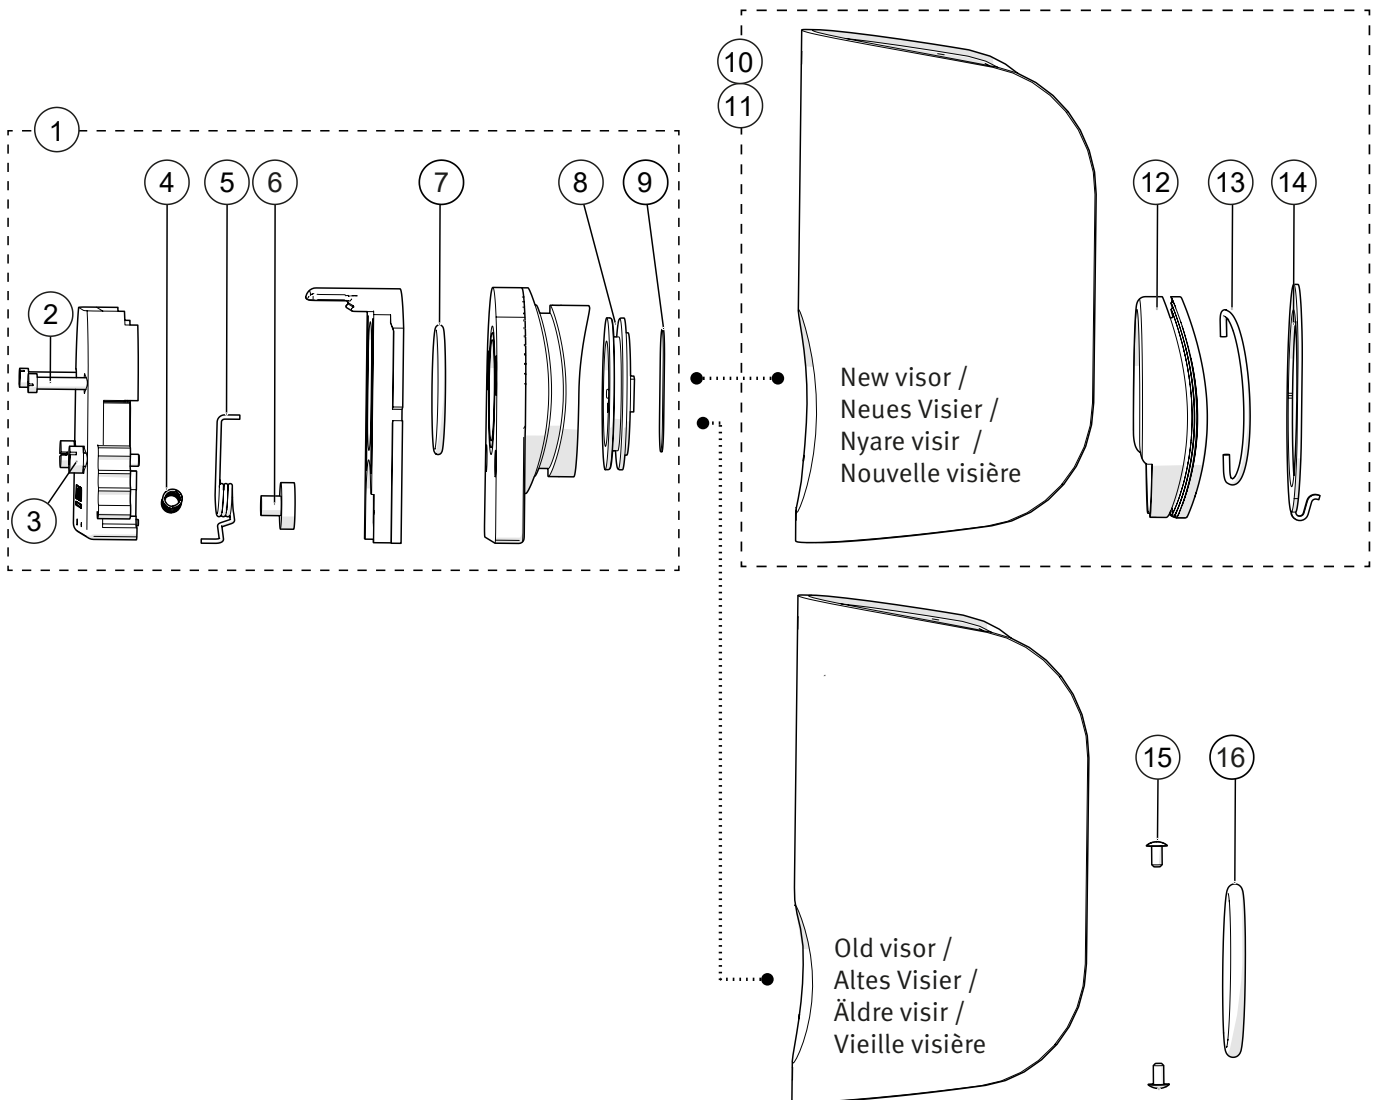 10
11
1
4 5 6 7 8 9 12 13 14
2
New visor /
Neues Visier /
Nyare visir /
Nouvelle visière
3
15 16
Old visor /
Altes Visier /
Äldre visir /
Vieille visière